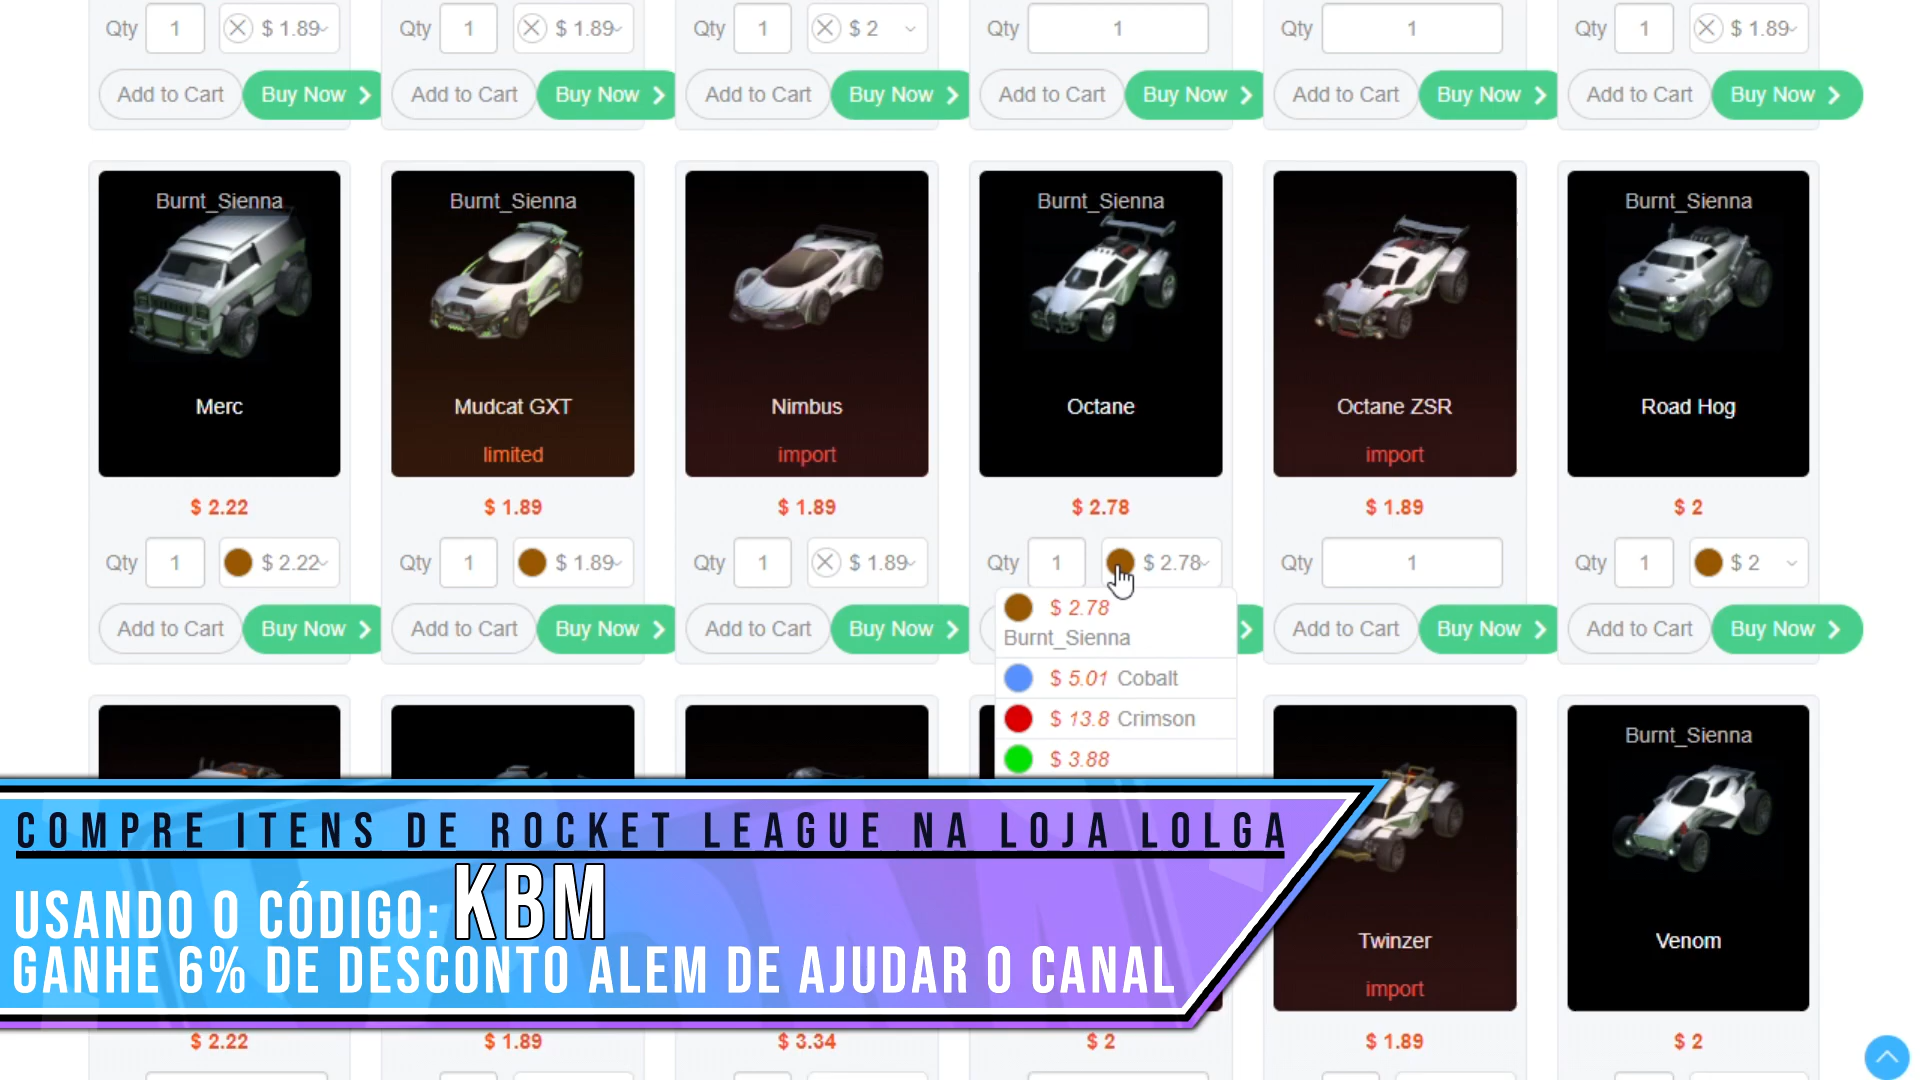 Qty 1 $ 1.89 Qty 1 $ 1.89 Qty 1 $ 2 Qty 1 Qty 1 Qty 1 $ 1.89
Add to Cart Buy Now Add to Cart Buy Now Add to Cart Buy Now Add to Cart Buy Now Add to Cart Buy Now Add to Cart Buy Now
Burnt_Sienna Burnt_Sienna Burnt_Sienna Burnt_Sienna
Merc Mudcat GXT Nimbus Octane Octane ZSR Road Hog
limited import import
$ 2.22 $ 1.89 $ 1.89 $ 2.78 $ 1.89 $ 2
Qty 1 $ 2.22 Qty 1 $ 1.89 Qty 1 $ 1.89 Qty 1 $ 2.78 Qty 1 Qty 1 $ 2
Add to Cart Buy Now Add to Cart Buy Now Add to Cart Buy Now Add to Cart Buy Now Add to Cart Buy Now
$ 2.78
Burnt_Sienna
$ 5.01 Cobalt
$ 13.8 Crimson
$ 3.88
Burnt_Sienna
COMPRE ITENS DE ROCKET LEAGUE NA LOJA LOLGA
USANDO O CÓDIGO: KBM
GANHE 6% DE DESCONTO ALEM DE AJUDAR O CANAL
Twinzer Venom
import
$ 2.22 $ 1.89 $ 3.34 $ 2 $ 1.89 $ 2